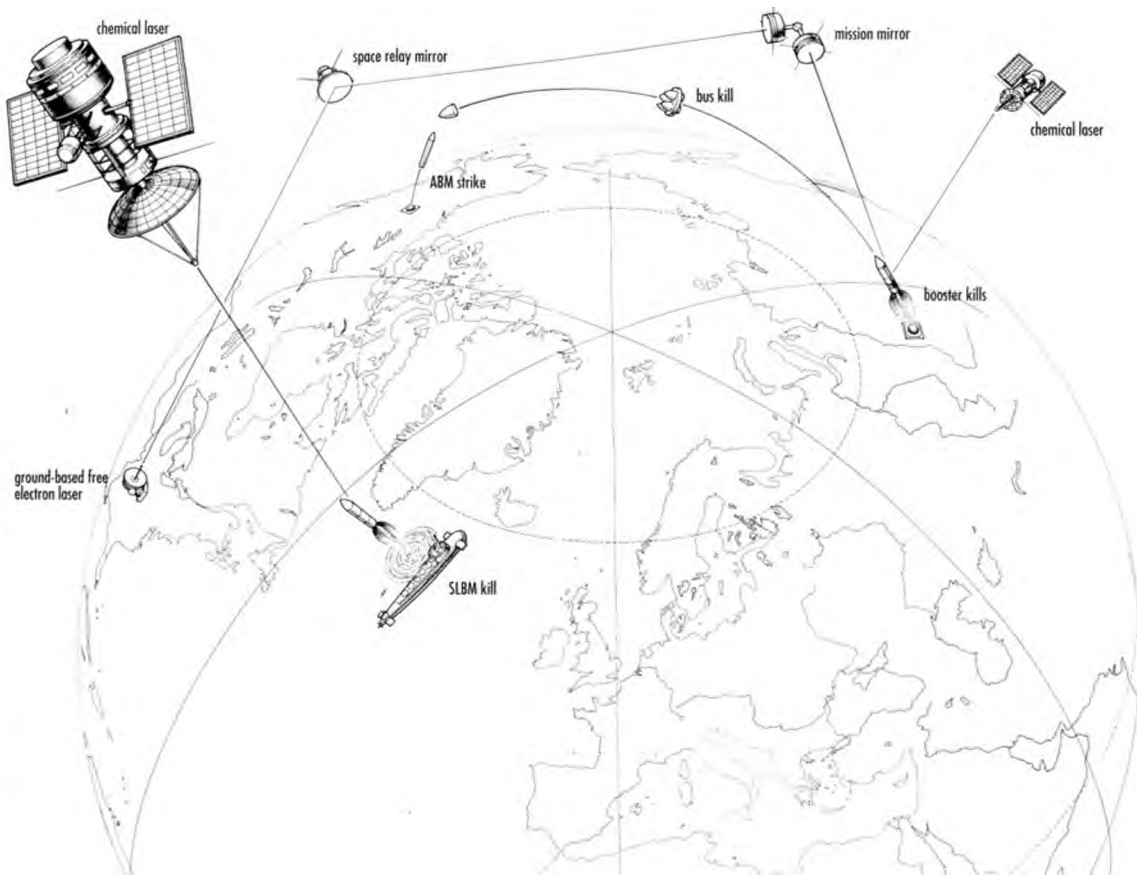 chemical laser
space relay mirror
mission mirror
bus kill
chemical laser
ABM strike
booster kills
ground-based free
electron laser
SLBM kill